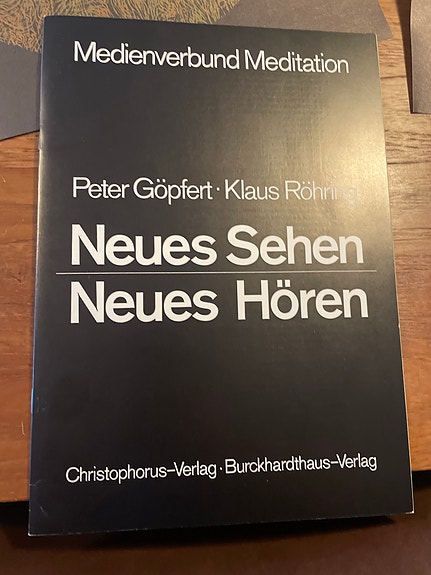 Medienverbund Meditation
Peter Göpfert · Klaus Röhring
Neues Sehen
Neues Hören
Christophorus–Verlag · Burckhardthaus–Verlag